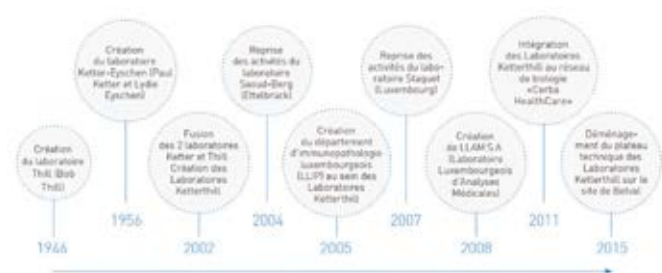 Création
du laboratoire
Thill (Bob
Thill)
1946
Création
du laboratoire
Ketter-Eyschen (Paul
Ketter et Lydie
Eyschen)
1956
Fusion
des 2 laboratoires
Ketter et Thill
Création des
Laboratoires
Ketterthill
2002
Reprise
des activités du
laboratoire
Saoud-Berg
(Ettelbruck)
2004
Création
du département
d'immunopathologie
luxembourgeois
(LLIP) au sein des
Laboratoires
Ketterthill
2005
Reprise des
activités du labo-
ratoire Staquet
(Luxembourg)
2007
Création
de LLAM S.A
(Laboratoire
Luxembourgeois
d'Analyses
Médicales)
2008
Intégration
des Laboratoires
Ketterthill au réseau
de biologie
«Cerba
HealthCare»
2011
Déménage-
ment du plateau
technique des
Laboratoires
Ketterthill sur le
site de Belval
2015